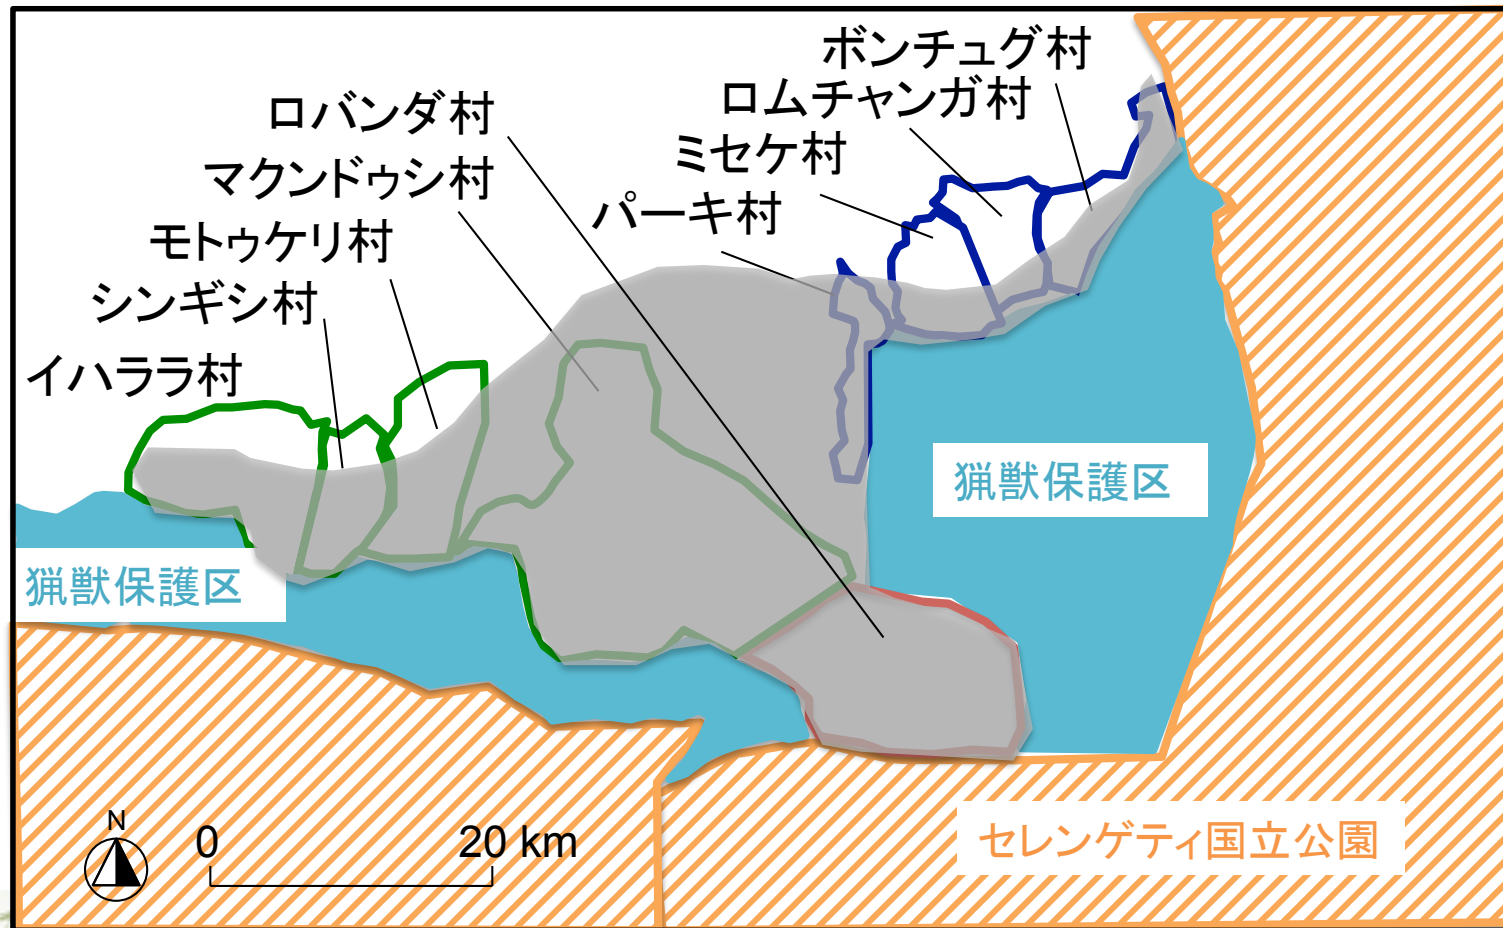 ボンチュグ村
ロムチャンガ村
ロバンダ村
ミセケ村
マクンドゥシ村
パーキ村
モトゥケリ村
シンギシ村
イハララ村
猟獣保護区
猟獣保護区
N
0
20 km
セレンゲティ国立公園